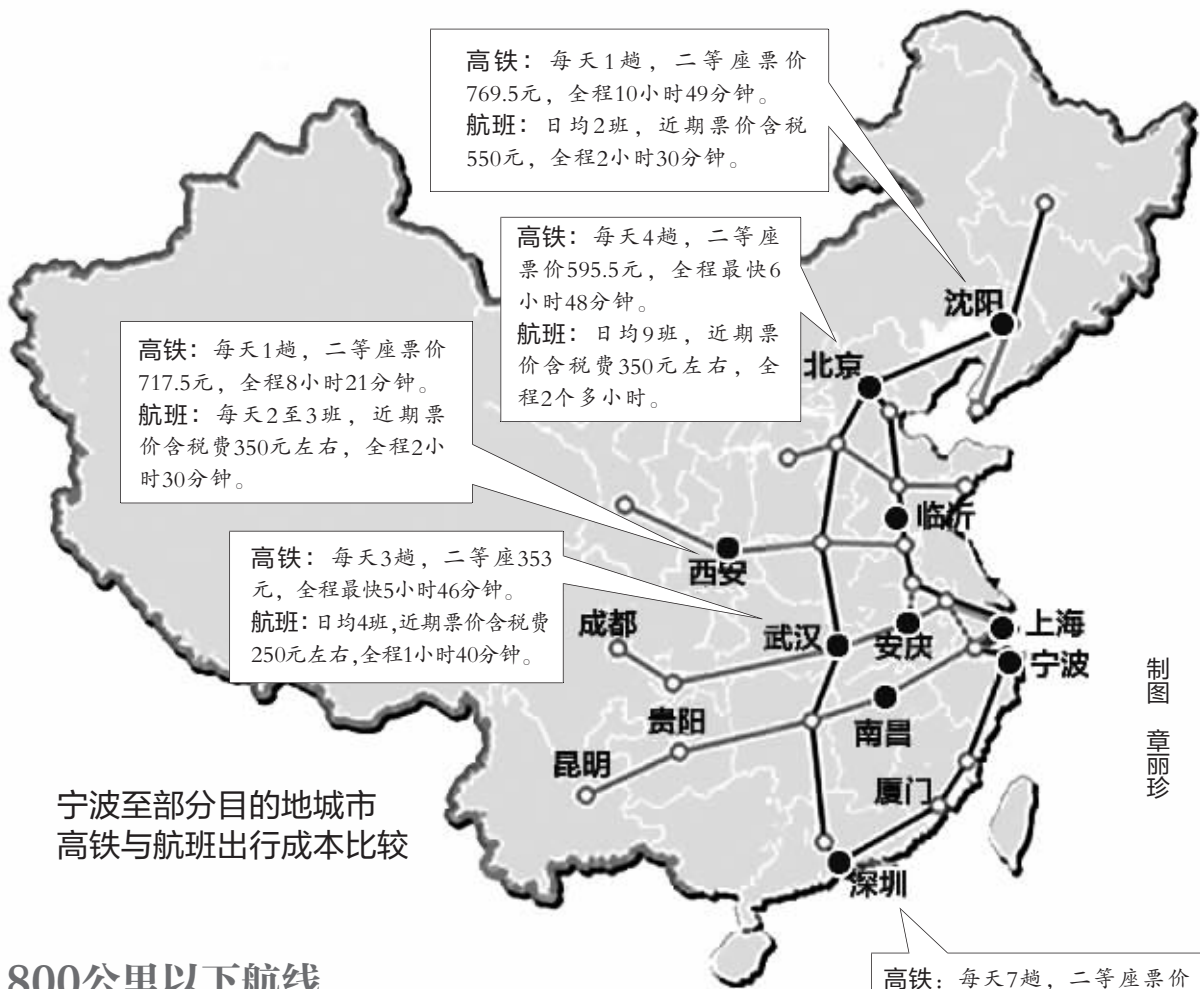 高铁：每天1趟，二等座票价
769.5元，全程10小时49分钟。
航班：日均2班，近期票价含税
550元，全程2小时30分钟。
高铁：每天4趟，二等座
票价595.5元，全程最快6
小时48分钟。
航班：日均9班，近期票
价含税费350元左右，全
程2个多小时。
高铁：每天1趟，二等座票价
717.5元，全程8小时21分钟。
航班：每天2至3班，近期票
价含税费350元左右，全程2小
时30分钟。
高铁：每天3趟，二等座353
元，全程最快5小时46分钟。
航班：日均4班,近期票价含税费
250元左右,全程1小时40分钟。
沈阳
北京
临沂
西安
成都
武汉
安庆
上海
宁波
贵阳
南昌
昆明
厦门
深圳
制图 章丽珍
宁波至部分目的地城市
高铁与航班出行成本比较
800公里以下航线
高铁：每天7趟，二等座票价